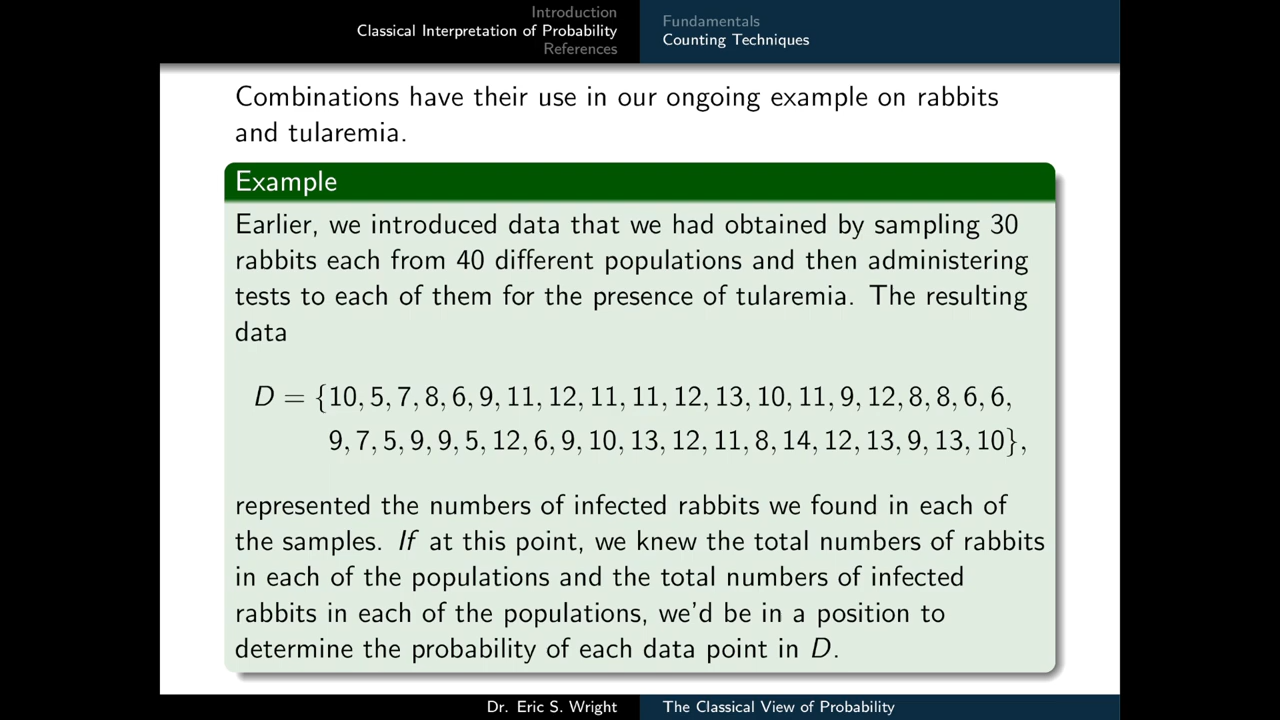 Introduction
Classical Interpretation of Probability
References
Fundamentals
Counting Techniques
Combinations have their use in our ongoing example on rabbits
and tularemia.
Example
Earlier, we introduced data that we had obtained by sampling 30
rabbits each from 40 different populations and then administering
tests to each of them for the presence of tularemia. The resulting
data
D = {10, 5, 7, 8, 6, 9, 11, 12, 11, 11, 12, 13, 10, 11, 9, 12, 8, 8, 6, 6,
9, 7, 5, 9, 9, 5, 12, 6, 9, 10, 13, 12, 11, 8, 14, 12, 13, 9, 13, 10},
represented the numbers of infected rabbits we found in each of
the samples. If at this point, we knew the total numbers of rabbits
in each of the populations and the total numbers of infected
rabbits in each of the populations, we'd be in a position to
determine the probability of each data point in D.
Dr. Eric S. Wright
The Classical View of Probability